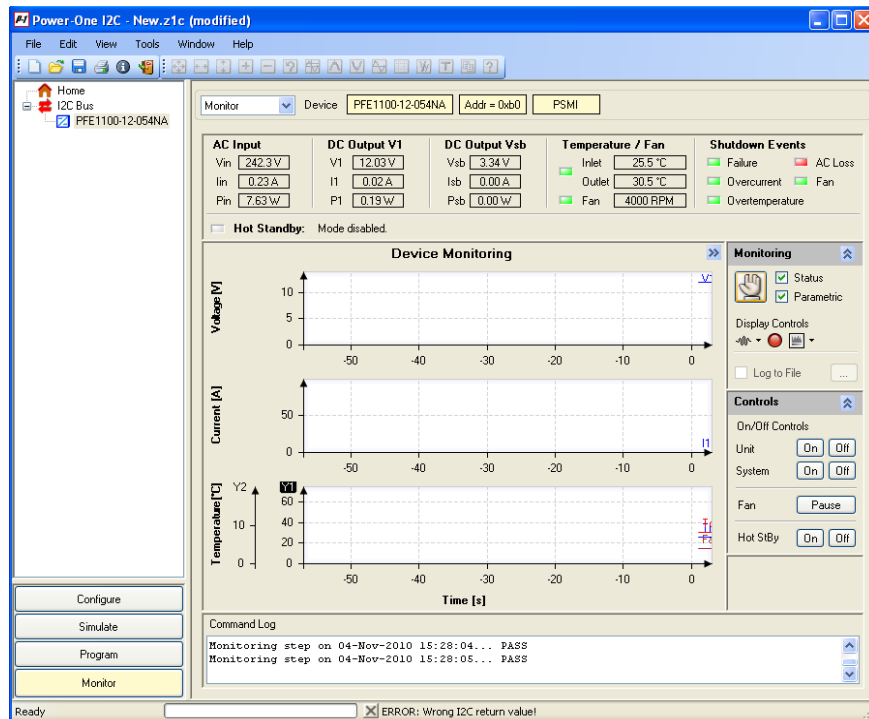 Power-One I2C - New.z1c (modified)
File Edit View Tools Window Help
Home
I2C Bus
PFE1100-12-054NA
Monitor Device PFE1100-12-054NA Addr = 0xb0 PSMI
AC Input DC Output V1 DC Output Vsb Temperature / Fan Shutdown Events
Vin 242.3 V V1 12.03 V Vsb 3.34 V Inlet 25.5 °C Failure AC Loss
Iin 0.23 A I1 0.02 A Isb 0.00 A Outlet 30.5 °C Overcurrent Fan
Pin 7.63 W P1 0.19 W Psb 0.00 W Fan 4000 RPM Overtemperature
Hot Standby: Mode disabled.
Device Monitoring
Voltage [V]
10
5
0
-50 -40 -30 -20 -10 0
V1
Current [A]
50
0
-50 -40 -30 -20 -10 0
I1
Temperature [°C]
Y2 Y1
10
0
60
40
20
0
-50 -40 -30 -20 -10 0
Time [s]
Monitoring
Status
Parametric
Display Controls
Log to File ...
Controls
On/Off Controls
Unit On Off
System On Off
Fan Pause
Hot StBy On Off
Configure
Simulate
Program
Monitor
Command Log
Monitoring step on 04-Nov-2010 15:28:04... PASS
Monitoring step on 04-Nov-2010 15:28:05... PASS
Ready ERROR: Wrong I2C return value!